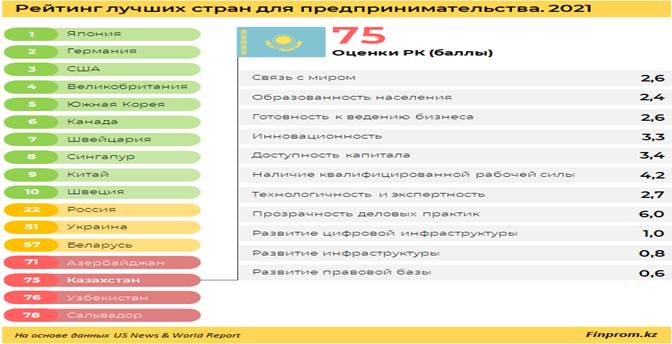 Рейтинг лучших стран для предпринимательства. 2021
1 Япония
2 Германия
3 США
4 Великобритания
5 Южная Корея
6 Канада
7 Швейцария
8 Сингапур
9 Китай
10 Швеция
22 Россия
51 Украина
57 Беларусь
71 Азербайджан
75 Казахстан
76 Узбекистан
78 Сальвадор
75
Оценки РК (баллы)
Связь с миром 2,6
Образованность населения 2,4
Готовность к ведению бизнеса 2,6
Инновационность 3,3
Доступность капитала 3,4
Наличие квалифицированной рабочей силы 4,2
Технологичность и экспертность 2,7
Прозрачность деловых практик 6,0
Развитие цифровой инфраструктуры 1,0
Развитие инфраструктуры 0,8
Развитие правовой базы 0,6
На основе данных US News & World Report
Finprom.kz